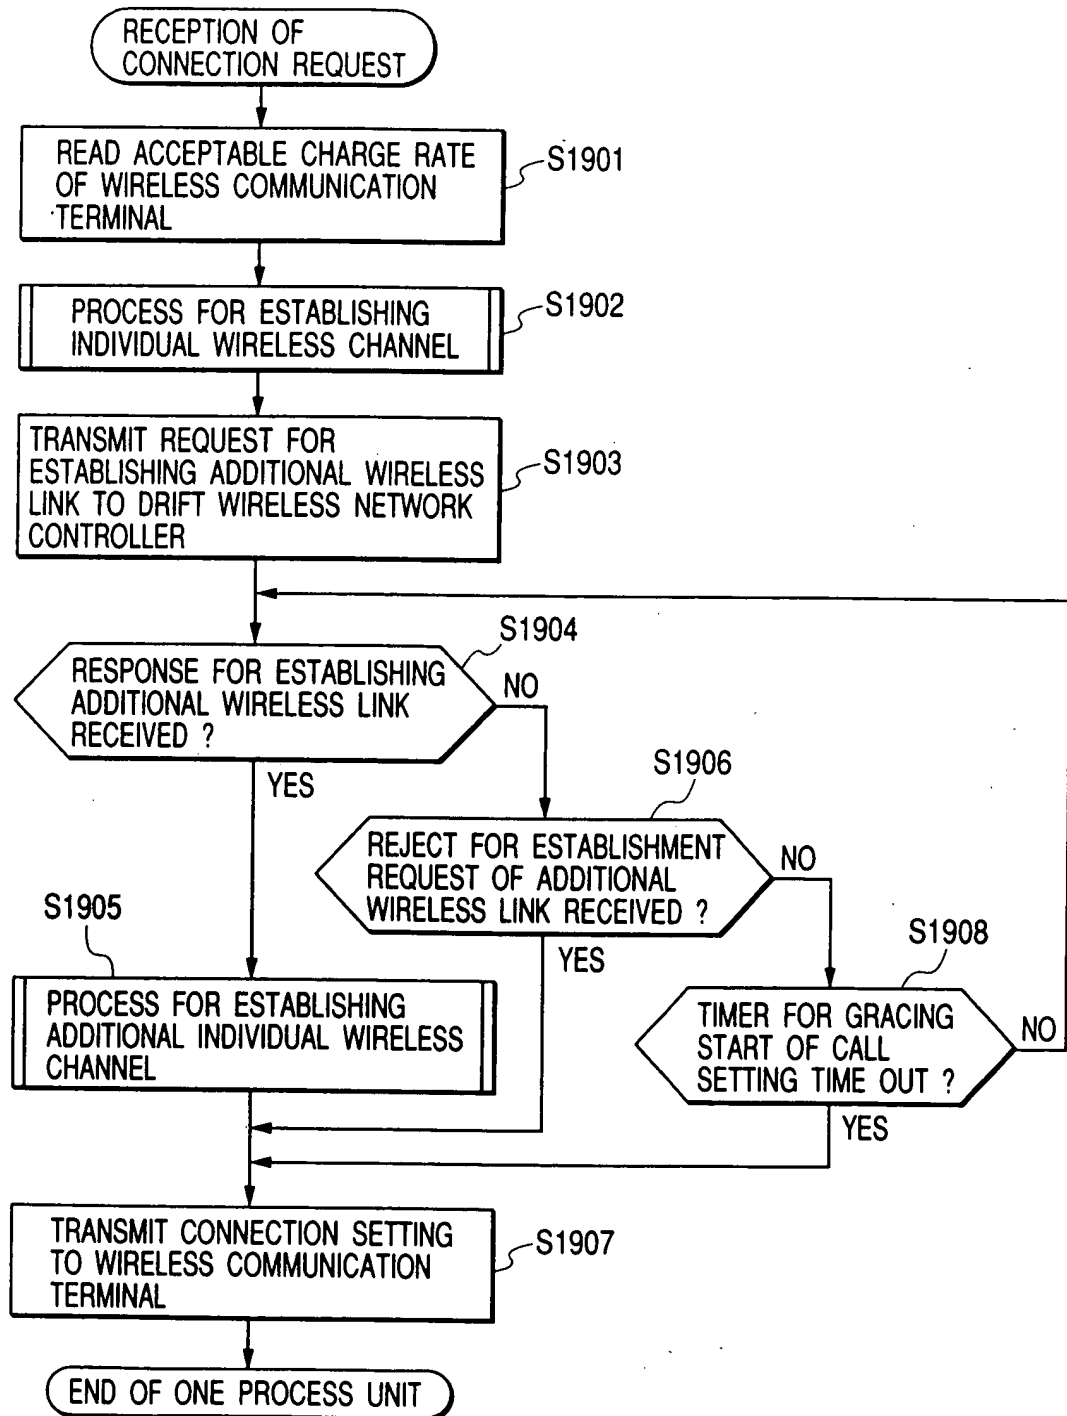 RECEPTION OF
CONNECTION REQUEST
READ ACCEPTABLE CHARGE RATE
OF WIRELESS COMMUNICATION
TERMINAL
S1901
PROCESS FOR ESTABLISHING
INDIVIDUAL WIRELESS CHANNEL
S1902
TRANSMIT REQUEST FOR
ESTABLISHING ADDITIONAL WIRELESS
LINK TO DRIFT WIRELESS NETWORK
CONTROLLER
S1903
S1904
RESPONSE FOR ESTABLISHING
ADDITIONAL WIRELESS LINK
RECEIVED ?
NO
YES
S1906
REJECT FOR ESTABLISHMENT
REQUEST OF ADDITIONAL
WIRELESS LINK RECEIVED ?
NO
YES
S1905
PROCESS FOR ESTABLISHING
ADDITIONAL INDIVIDUAL WIRELESS
CHANNEL
S1908
TIMER FOR GRACING
START OF CALL
SETTING TIME OUT ?
NO
YES
TRANSMIT CONNECTION SETTING
TO WIRELESS COMMUNICATION
TERMINAL
S1907
END OF ONE PROCESS UNIT